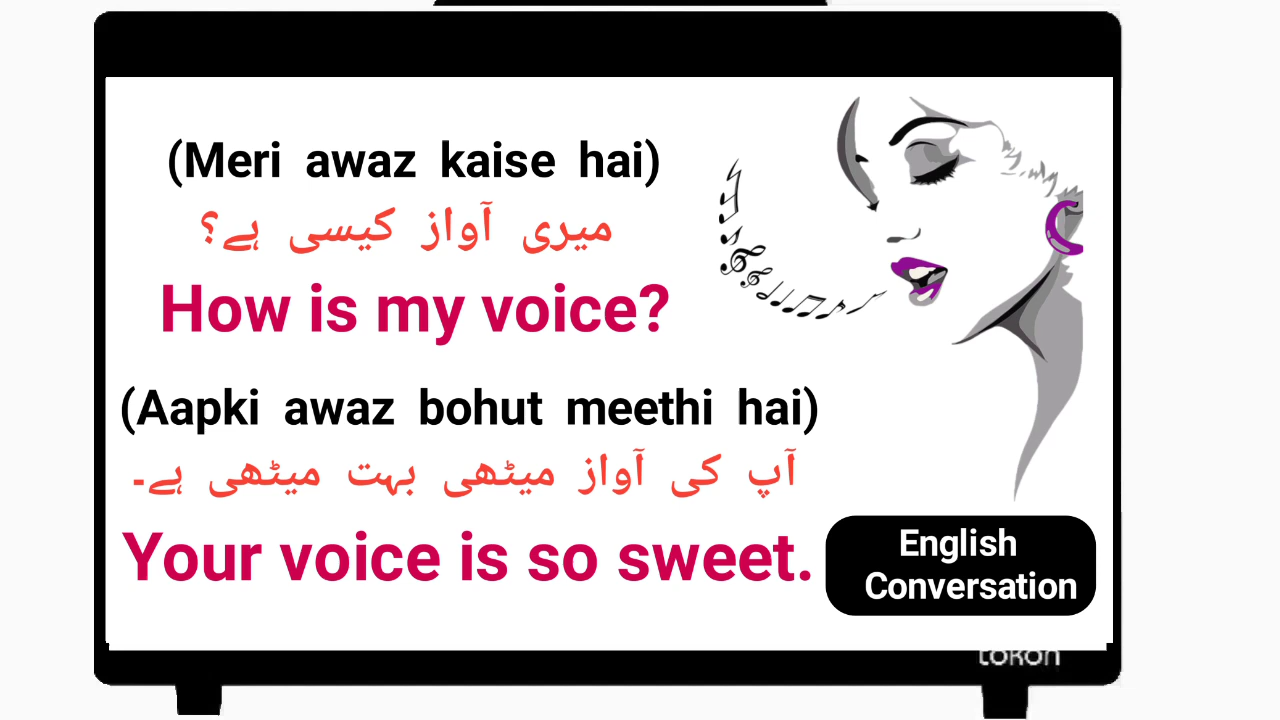 (Meri awaz kaise hai)
میری آواز کیسی ہے؟
How is my voice?
(Aapki awaz bohut meethi hai)
آپ کی آواز میٹھی بہت میٹھی ہے۔
Your voice is so sweet.
English
Conversation